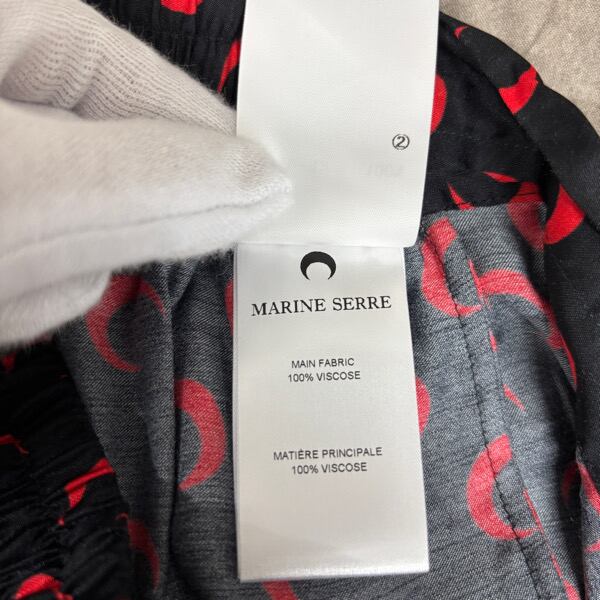 ②
MARINE SERRE
MAIN FABRIC
100% VISCOSE
MATIÈRE PRINCIPALE
100% VISCOSE